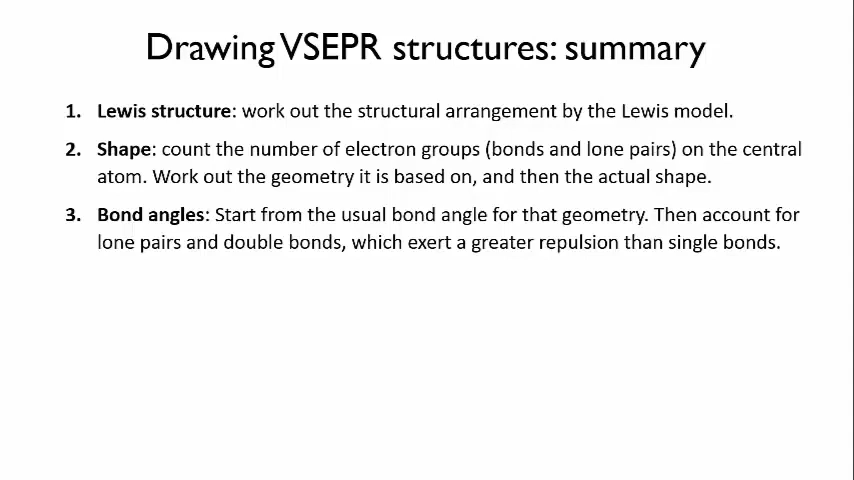 Drawing VSEPR structures: summary
1. Lewis structure: work out the structural arrangement by the Lewis model.
2. Shape: count the number of electron groups (bonds and lone pairs) on the central
atom. Work out the geometry it is based on, and then the actual shape.
3. Bond angles: Start from the usual bond angle for that geometry. Then account for
lone pairs and double bonds, which exert a greater repulsion than single bonds.